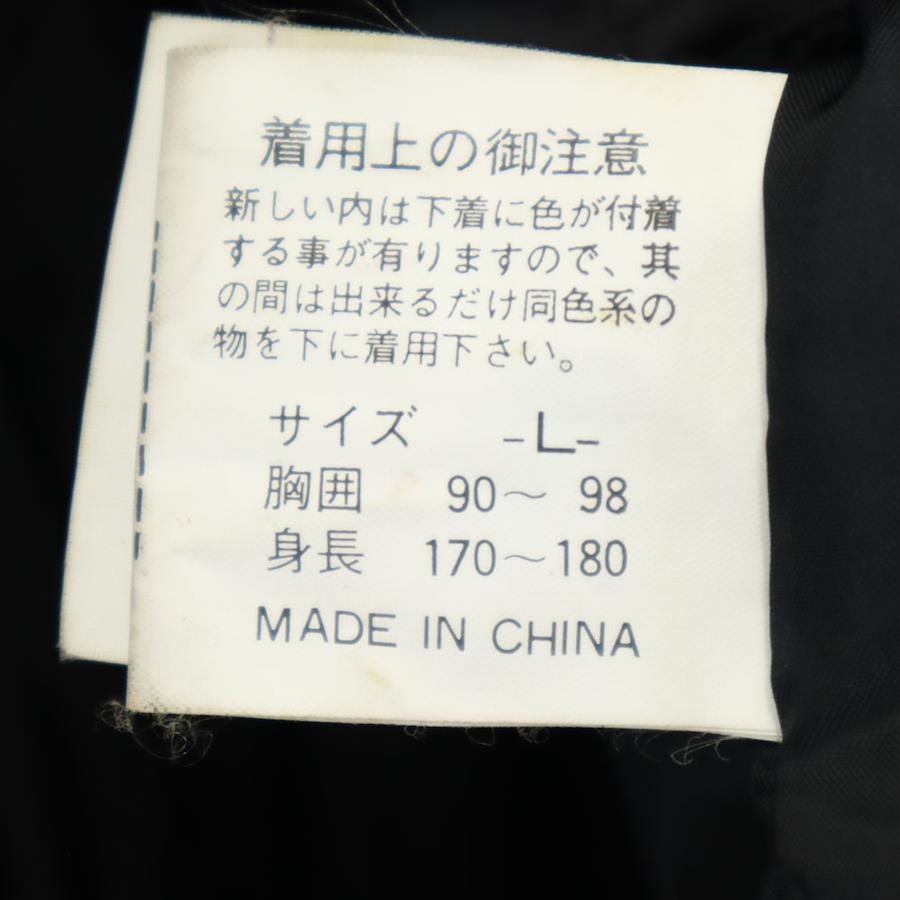 着用上の御注意
新しい内は下着に色が付着
する事が有りますので、其
の間は出来るだけ同色系の
物を下に着用下さい。
サイズ -L-
胸囲 90～98
身長 170～180
MADE IN CHINA